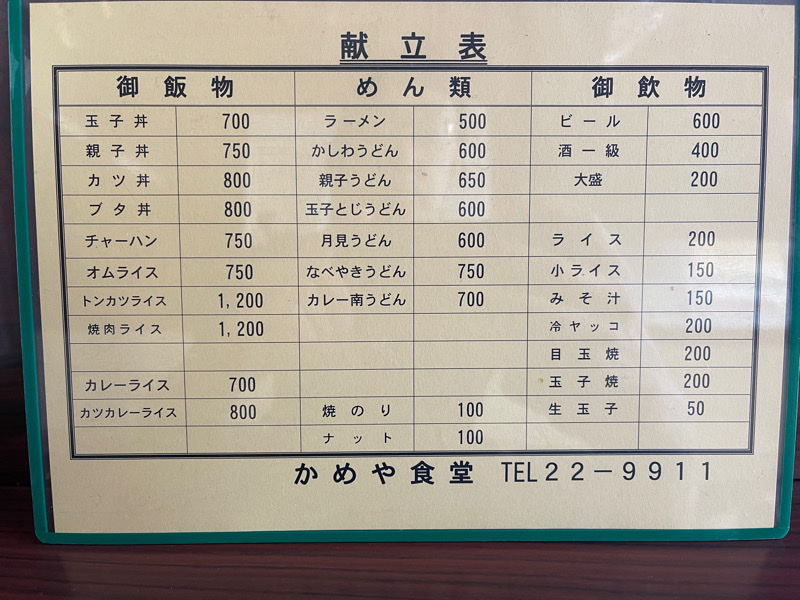 献立表
御飯物 めん類 御飲物
玉子丼 700 ラーメン 500 ビール 600
親子丼 750 かしわうどん 600 酒一級 400
カツ丼 800 親子うどん 650 大盛 200
ブタ丼 800 玉子とじうどん 600
チャーハン 750 月見うどん 600 ライス 200
オムライス 750 なべやきうどん 750 小ライス 150
トンカツライス 1,200 カレー南うどん 700 みそ汁 150
焼肉ライス 1,200 冷ヤッコ 200
目玉焼 200
カレーライス 700 玉子焼 200
カツカレーライス 800 焼のり 100 生玉子 50
ナット 100
かめや食堂 TEL22-9911